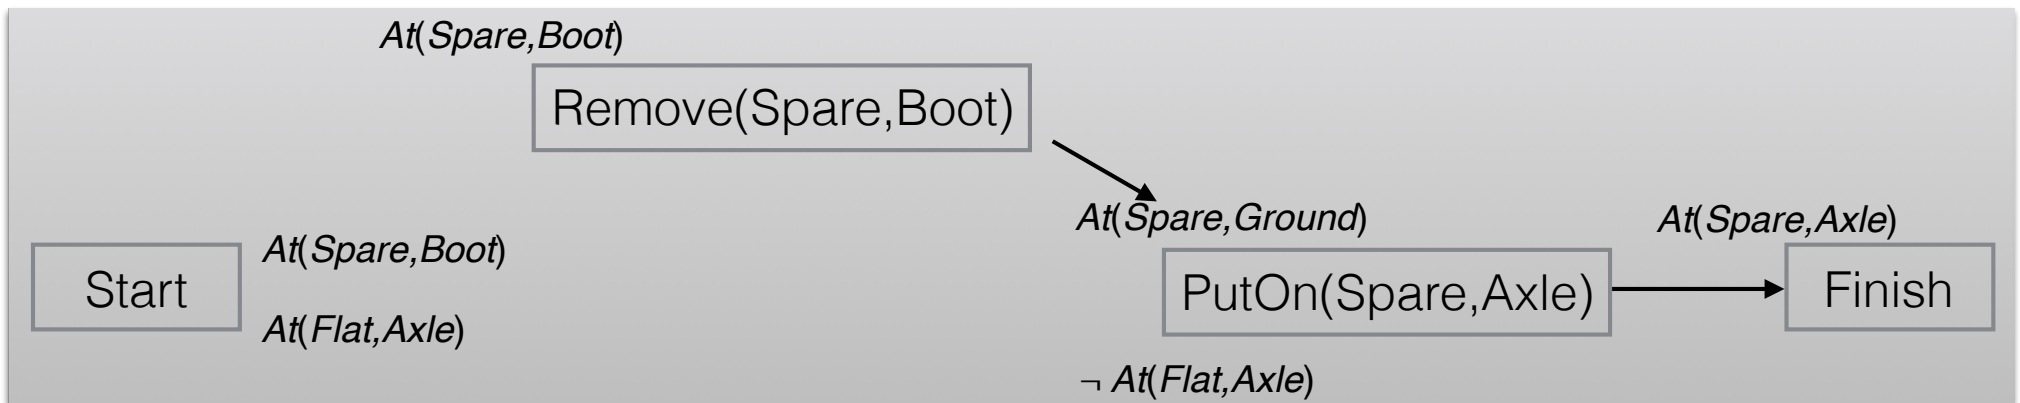 At(Spare,Boot)
Remove(Spare,Boot)
At(Spare,Ground)
At(Spare,Axle)
Start
At(Spare,Boot)
At(Flat,Axle)
PutOn(Spare,Axle)
Finish
¬ At(Flat,Axle)